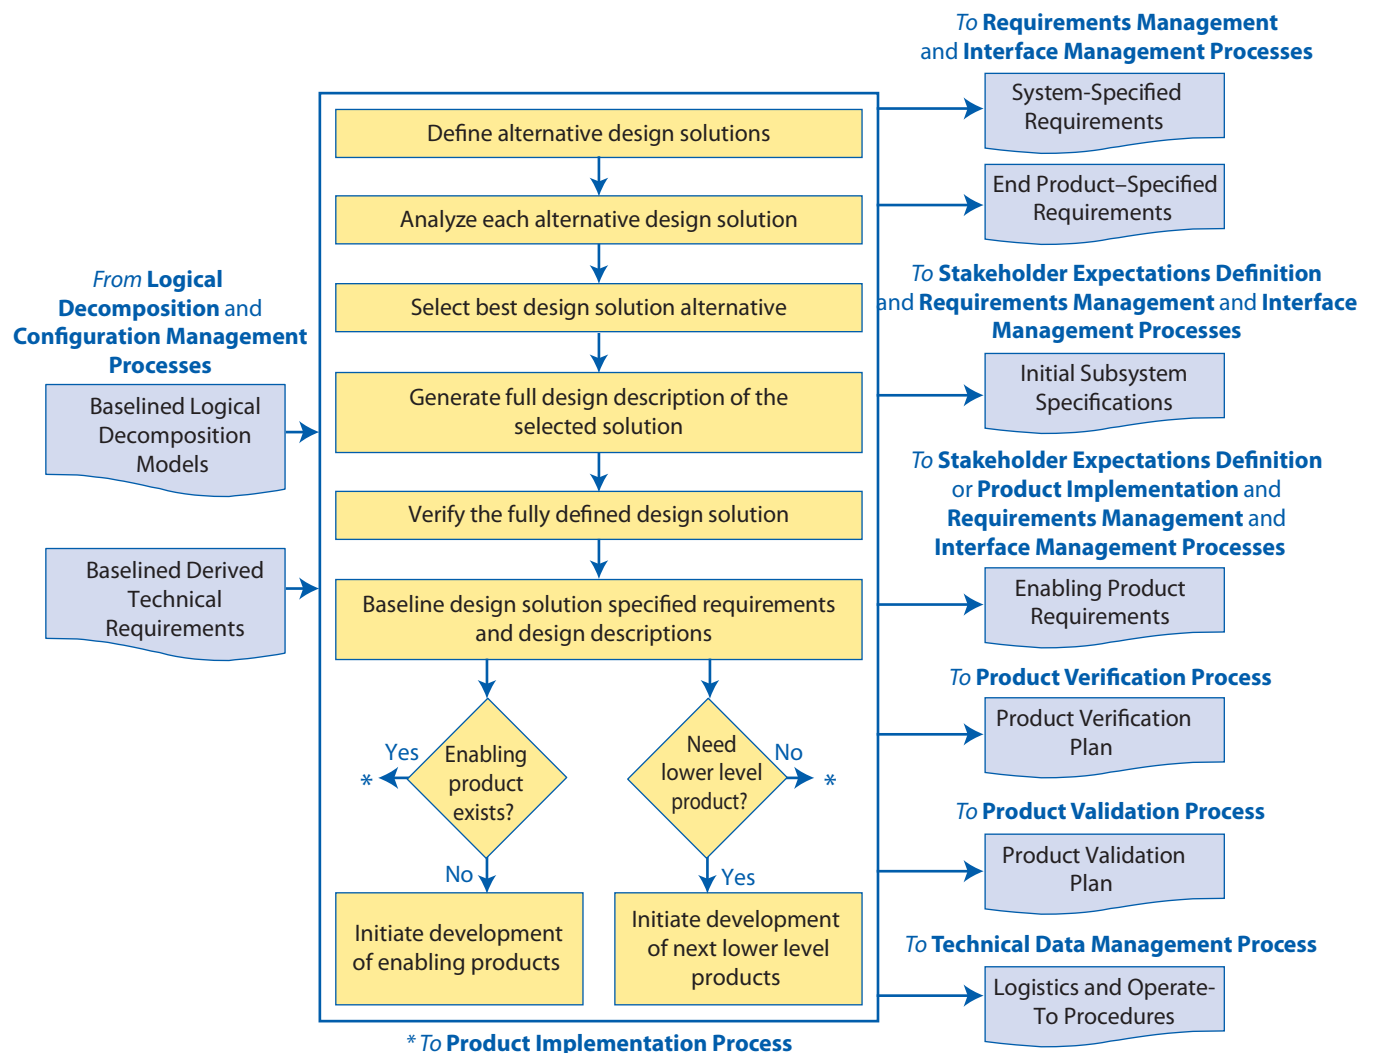 From Logical
Decomposition and
Configuration Management
Processes
Baselined Logical
Decomposition
Models
Baselined Derived
Technical
Requirements
Define alternative design solutions
Analyze each alternative design solution
Select best design solution alternative
Generate full design description of the
selected solution
Verify the fully defined design solution
Baseline design solution specified requirements
and design descriptions
Yes
*
Enabling
product
exists?
No
Initiate development
of enabling products
Need
lower level
product?
No
*
Yes
Initiate development
of next lower level
products
* To Product Implementation Process
To Requirements Management
and Interface Management Processes
System-Specified
Requirements
End Product–Specified
Requirements
To Stakeholder Expectations Definition
and Requirements Management and Interface
Management Processes
Initial Subsystem
Specifications
To Stakeholder Expectations Definition
or Product Implementation and
Requirements Management and
Interface Management Processes
Enabling Product
Requirements
To Product Verification Process
Product Verification
Plan
To Product Validation Process
Product Validation
Plan
To Technical Data Management Process
Logistics and Operate-
To Procedures